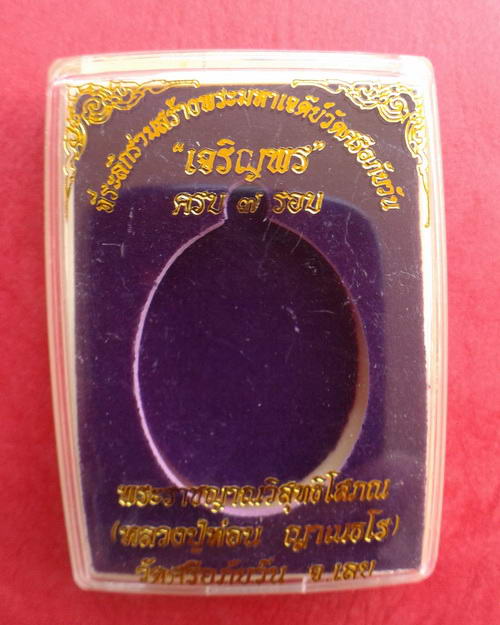 ที่ระลึกร่วมสร้างพระมหาเจดีย์วัดศรีอภัยวัน
"เจริญพร"
ครบ ๗ รอบ
พระราชญาณวิสุทธิโสภณ
(หลวงปู่ท่อน ญาณธโร)
วัดศรีอภัยวัน จ.เลย